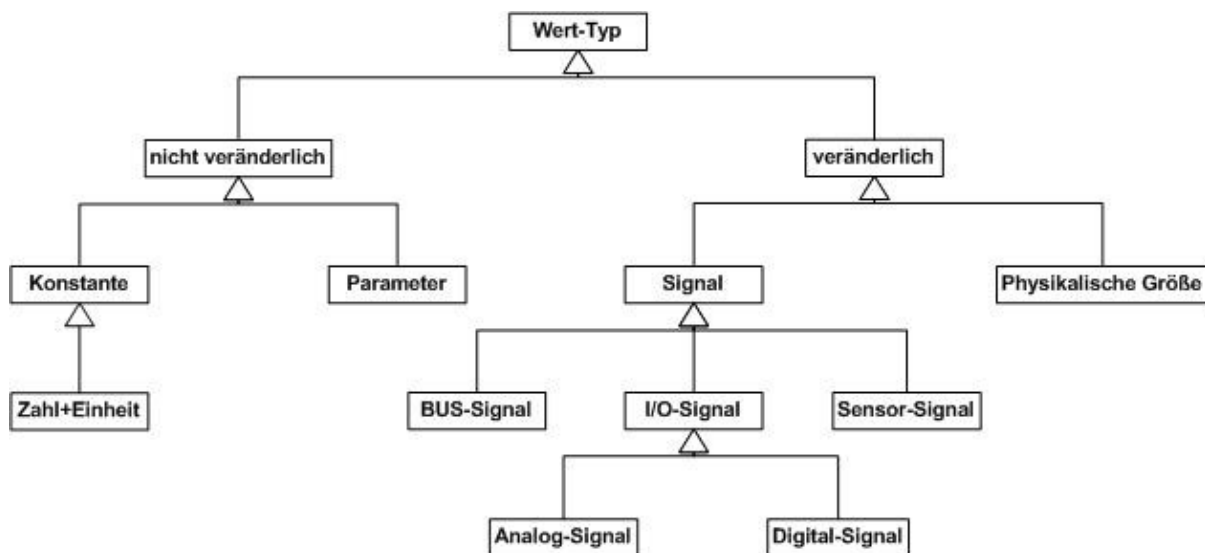 Wert-Typ
nicht veränderlich
veränderlich
Konstante
Parameter
Signal
Physikalische Größe
Zahl+Einheit
BUS-Signal
I/O-Signal
Sensor-Signal
Analog-Signal
Digital-Signal